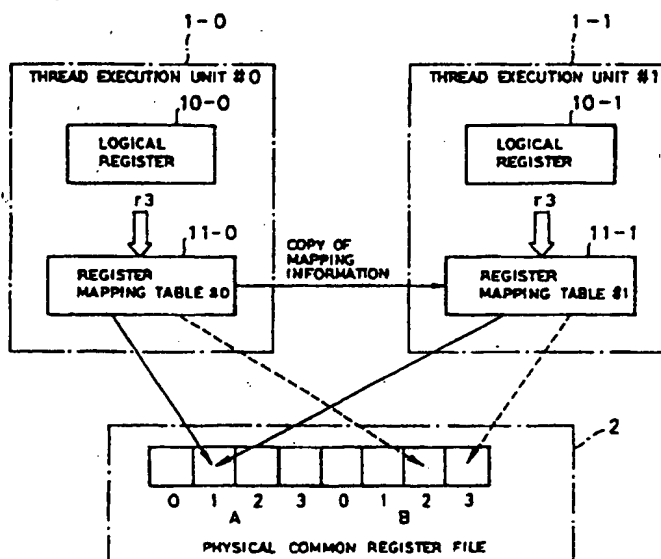 1-0
1-1
THREAD EXECUTION UNIT #0
THREAD EXECUTION UNIT #1
10-0
10-1
LOGICAL
REGISTER
LOGICAL
REGISTER
r3
r3
11-0
11-1
COPY OF
MAPPING
INFORMATION
REGISTER
MAPPING TABLE #0
REGISTER
MAPPING TABLE #1
2
0 1 2 3 0 1 2 3
A B
PHYSICAL COMMON REGISTER FILE